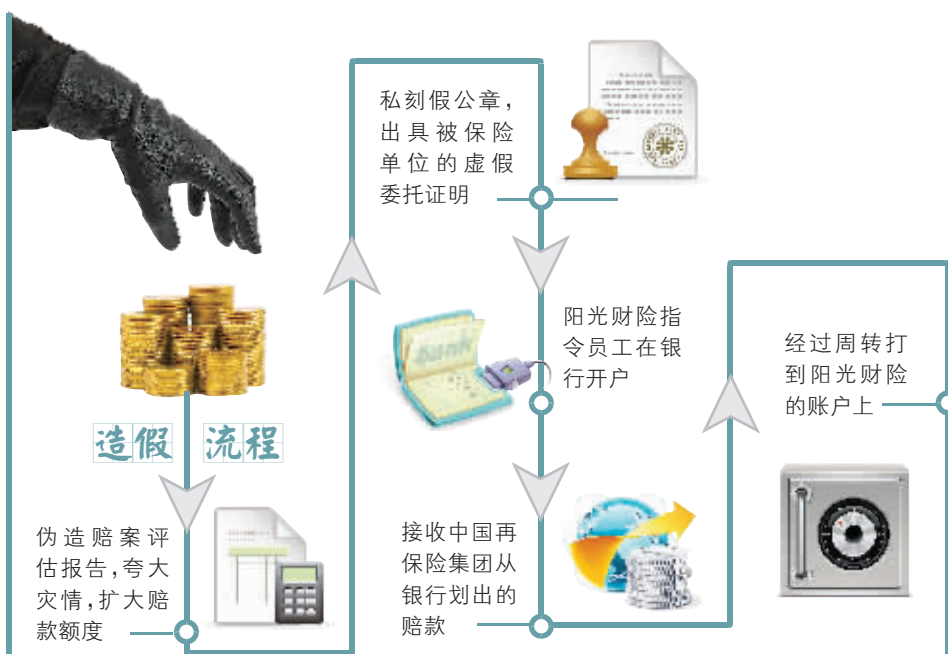 造假流程
伪造赔案评
估报告,夸大
灾情,扩大赔
款额度
私刻假公章,
出具被保险
单位的虚假
委托证明
阳光财险指
令员工在银
行开户
bank
接收中国再
保险集团从
银行划出的
赔款
经过周转打
到阳光财险
的账户上